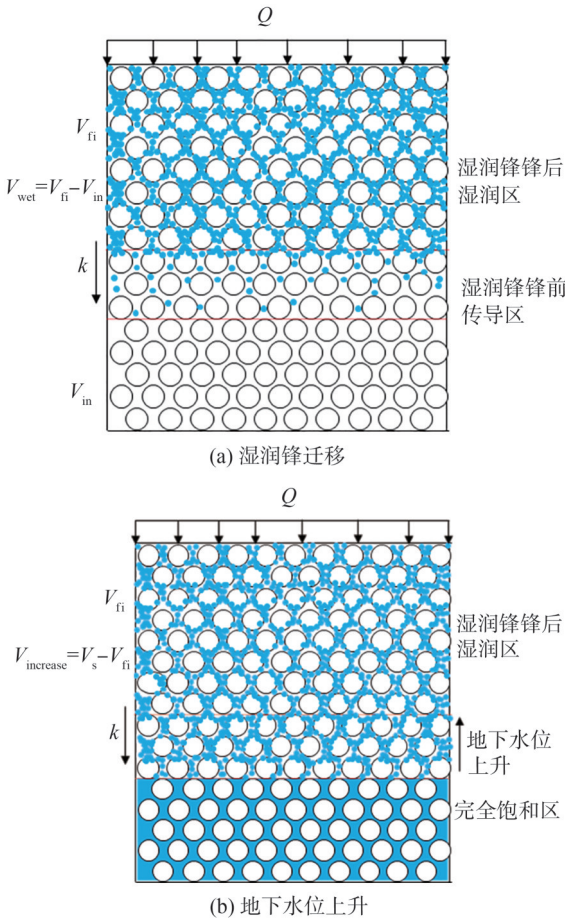 Q
V_fi
V_wet=V_fi−V_in
湿润锋锋后
湿润区
k
湿润锋锋前
传导区
V_in
(a) 湿润锋迁移
Q
V_fi
湿润锋锋后
湿润区
V_increase=V_s−V_fi
k
地下水位
上升
完全饱和区
(b) 地下水位上升